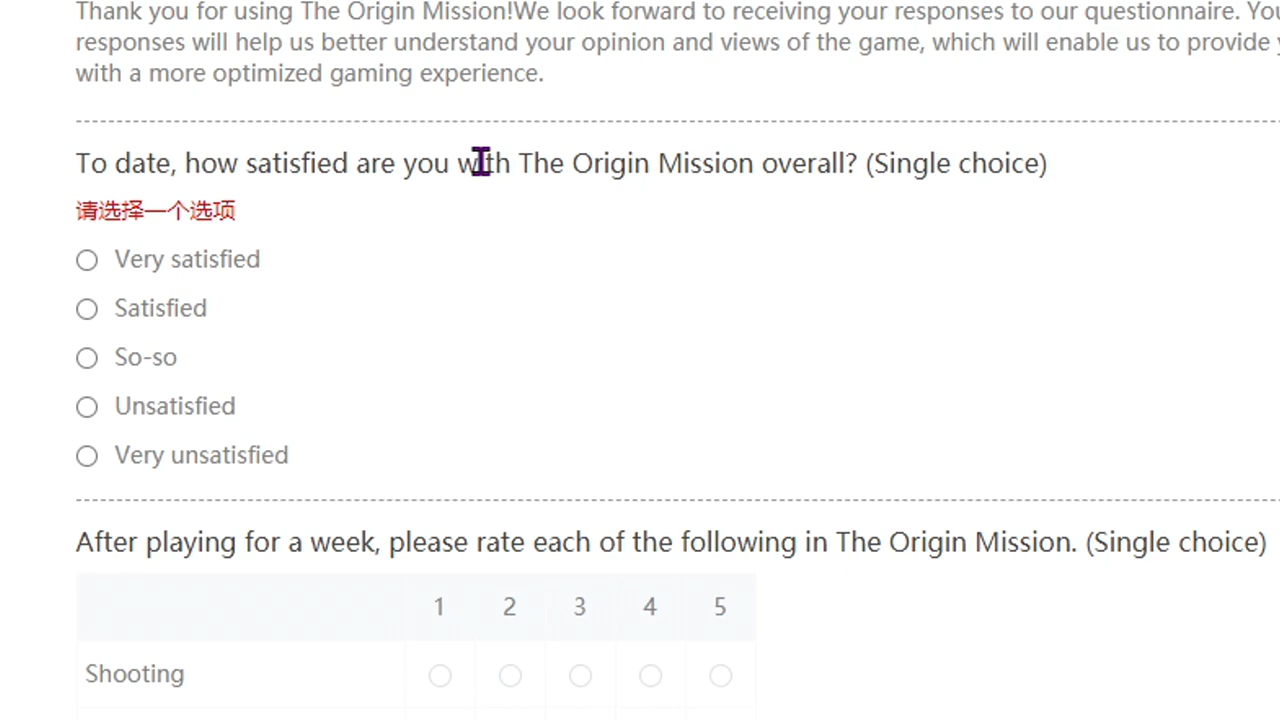 Thank you for using The Origin Mission!We look forward to receiving your responses to our questionnaire. You
responses will help us better understand your opinion and views of the game, which will enable us to provide
with a more optimized gaming experience.
To date, how satisfied are you with The Origin Mission overall? (Single choice)
请选择一个选项
Very satisfied
Satisfied
So-so
Unsatisfied
Very unsatisfied
After playing for a week, please rate each of the following in The Origin Mission. (Single choice)
1 2 3 4 5
Shooting